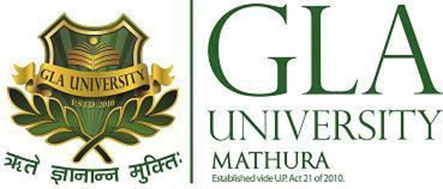 GLA UNIVERSITY
ESTD. 2010
ऋते ज्ञानान्न मुक्तिः
GLA
UNIVERSITY
MATHURA
Established vide U.P. Act 21 of 2010.